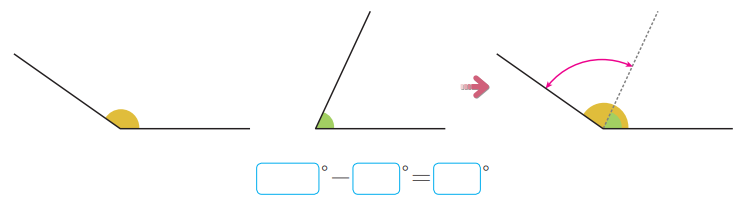 ° − ° = °